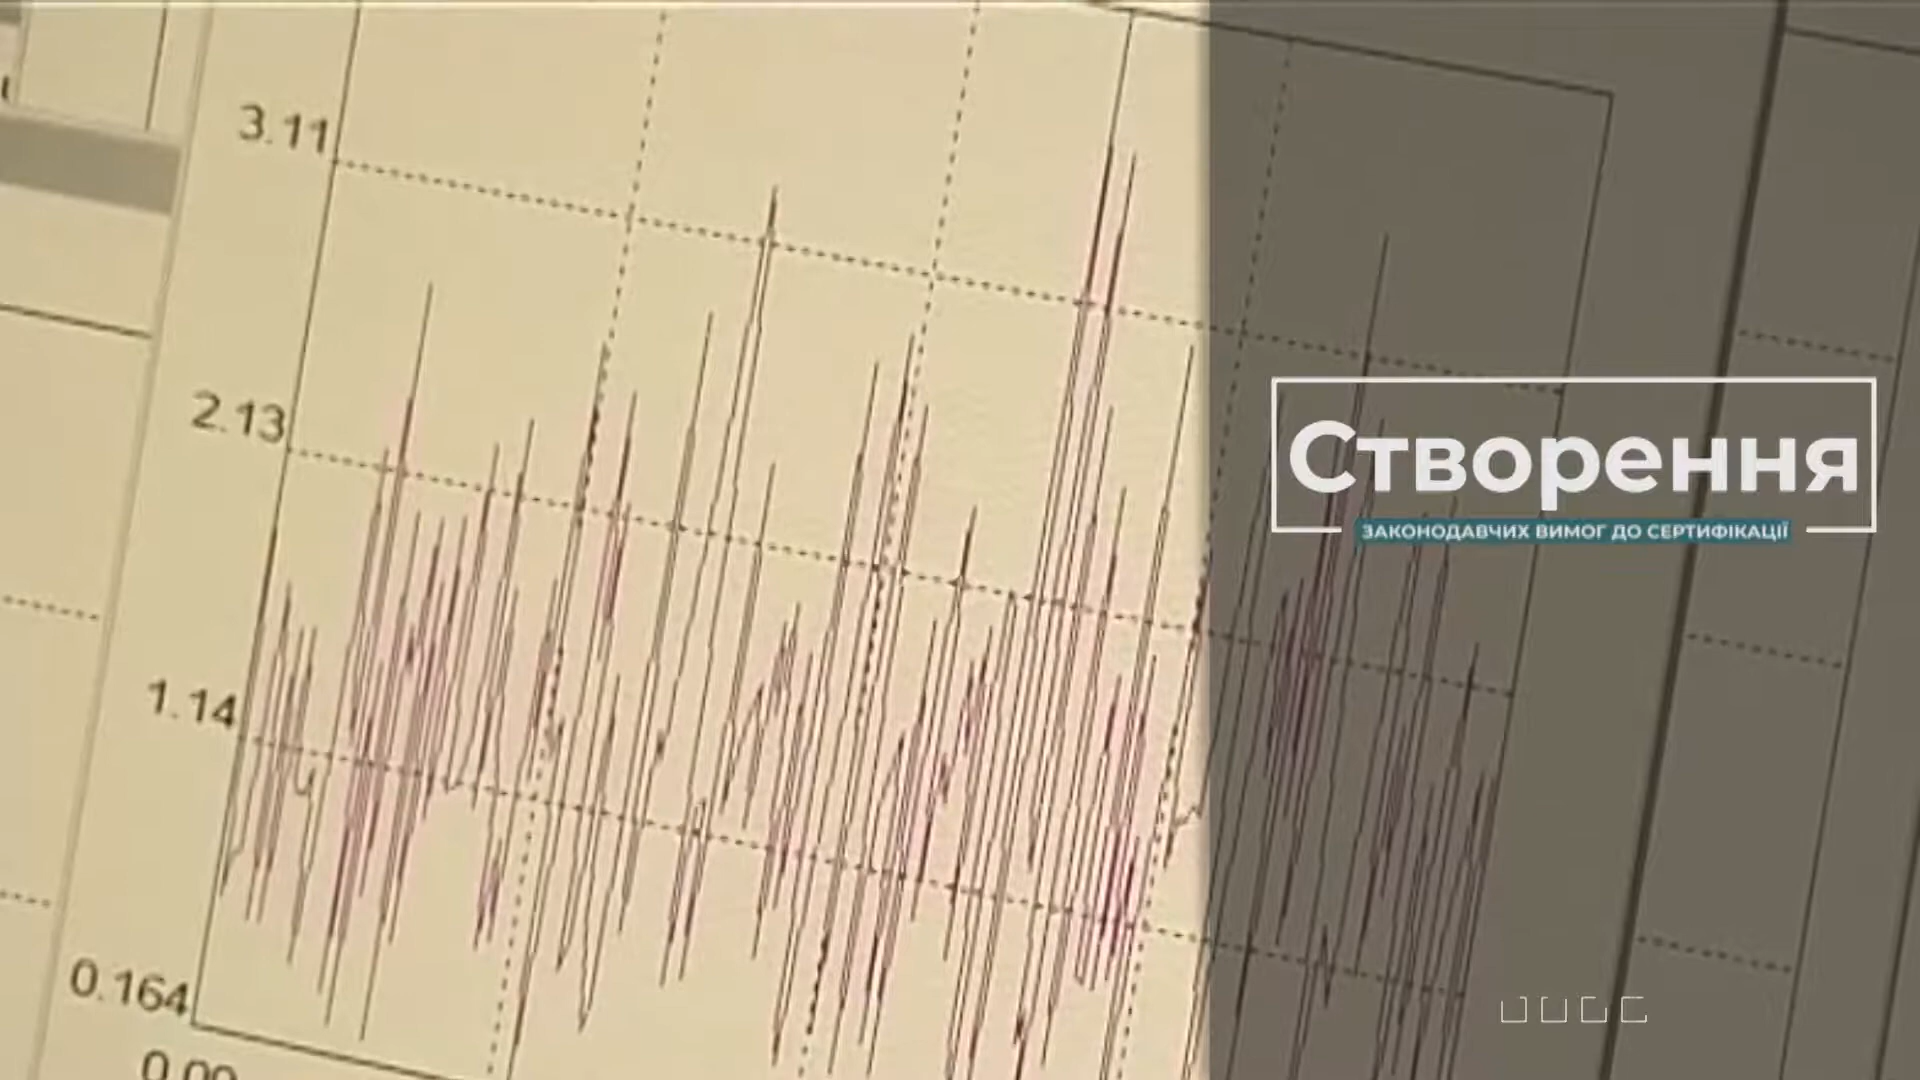 3.11
2.13
1.14
0.164
Створення
ЗАКОНОДАВЧИХ ВИМОГ ДО СЕРТИФІКАЦІЇ